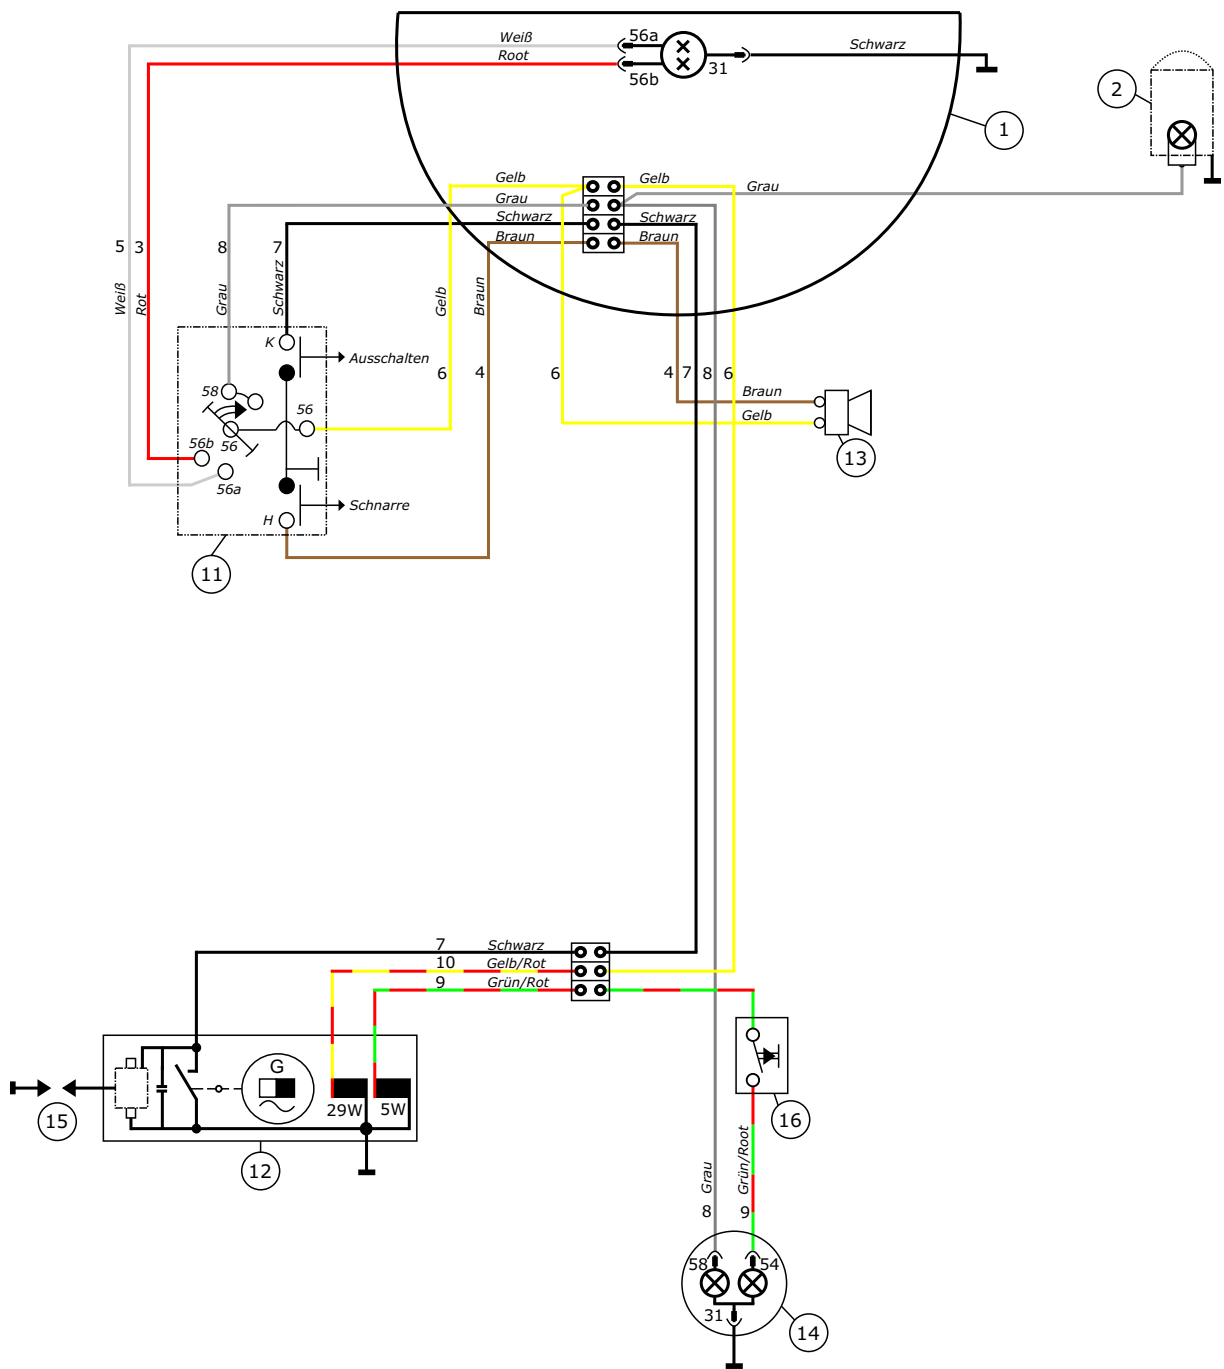 Weiß
56a
Schwarz
Root
56b
31
2
1
Gelb
Gelb
Grau
Grau
Schwarz
Schwarz
Braun
Braun
5
3
8
7
Weiß
Rot
Grau
Schwarz
Gelb
Braun
K
Ausschalten
6
4
6
4
7
8
6
58
Braun
56
Gelb
56b
56
13
56a
Schnarre
H
11
7
Schwarz
10
Gelb/Rot
9
Grün/Rot
G
29W
5W
15
16
12
Grau
Grün/Root
8
9
58
54
31
14